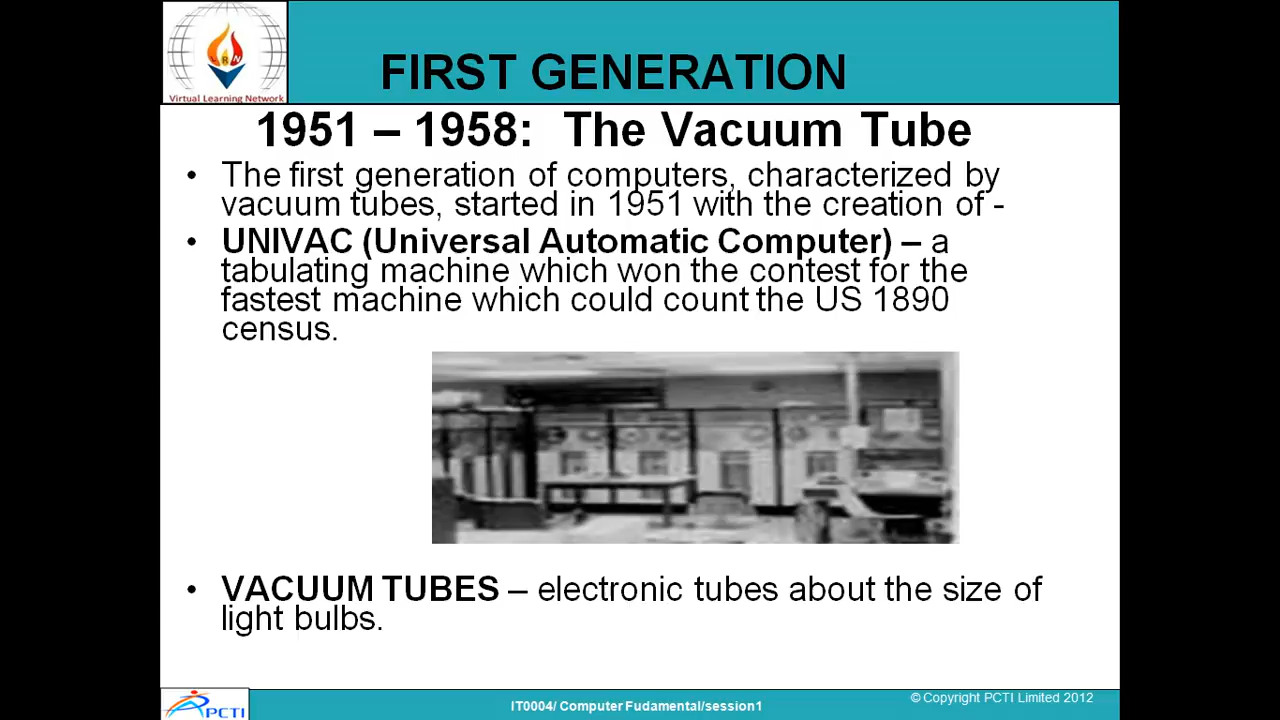 FIRST GENERATION
Virtual Learning Network
1951 – 1958: The Vacuum Tube
• The first generation of computers, characterized by
vacuum tubes, started in 1951 with the creation of -
• UNIVAC (Universal Automatic Computer) – a
tabulating machine which won the contest for the
fastest machine which could count the US 1890
census.
• VACUUM TUBES – electronic tubes about the size of
light bulbs.
PCTI
IT0004/ Computer Fudamental/session1
© Copyright PCTI Limited 2012